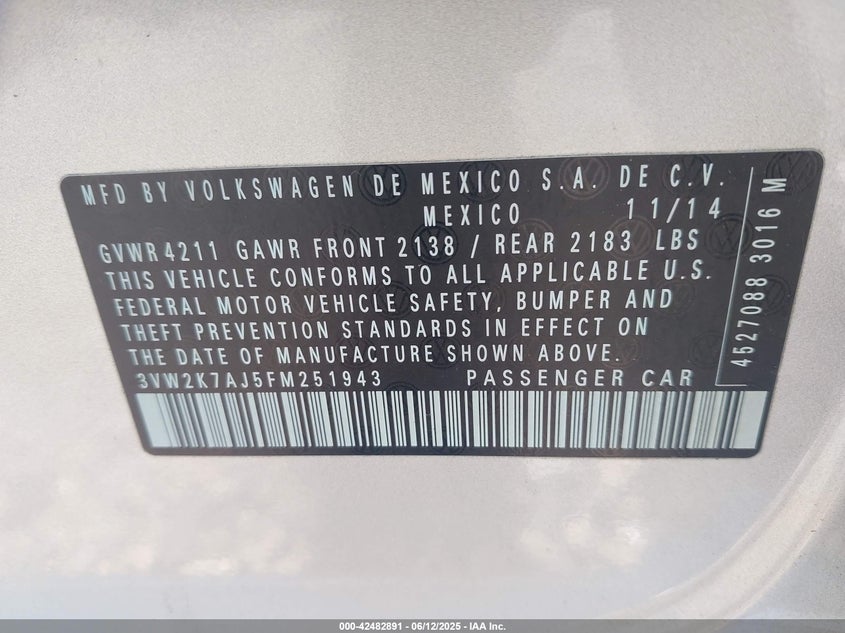 MFD BY VOLKSWAGEN DE MEXICO S.A. DE C.V.
MEXICO 11/14
GVWR 4211 GAWR FRONT 2138 / REAR 2183 LBS
THIS VEHICLE CONFORMS TO ALL APPLICABLE U.S.
FEDERAL MOTOR VEHICLE SAFETY, BUMPER AND
THEFT PREVENTION STANDARDS IN EFFECT ON
THE DATE OF MANUFACTURE SHOWN ABOVE.
3VW2K7AJ5FM251943 PASSENGER CAR
4527088 3016 M
000-42482891 - 06/12/2025 - IAA Inc.